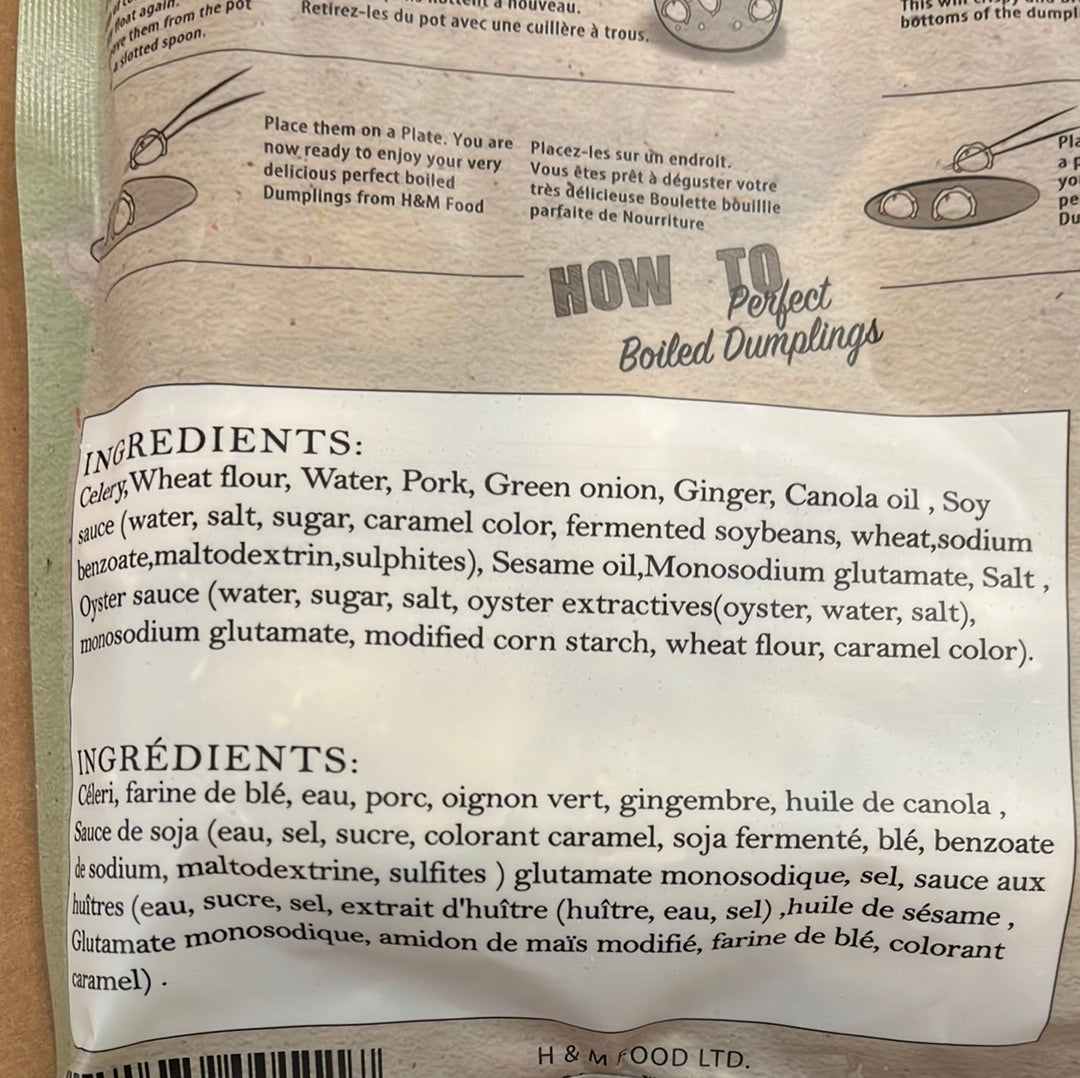 float again.
them from the pot
a slotted spoon.
à nouveau.
Retirez-les du pot avec une cuillère à trous.
bottoms of the
Place them on a Plate. You are
now ready to enjoy your very
delicious perfect boiled
Dumplings from H&M Food
Placez-les sur un endroit.
Vous êtes prêt à déguster votre
très délicieuse Boulette bouillie
parfaite de Nourriture
HOW TO
Perfect
Boiled Dumplings
INGREDIENTS:
Celery,Wheat flour, Water, Pork, Green onion, Ginger, Canola oil , Soy
sauce (water, salt, sugar, caramel color, fermented soybeans, wheat,sodium
benzoate,maltodextrin,sulphites), Sesame oil,Monosodium glutamate, Salt ,
Oyster sauce (water, sugar, salt, oyster extractives(oyster, water, salt),
monosodium glutamate, modified corn starch, wheat flour, caramel color).
INGRÉDIENTS:
Céleri, farine de blé, eau, porc, oignon vert, gingembre, huile de canola ,
Sauce de soja (eau, sel, sucre, colorant caramel, soja fermenté, blé, benzoate
de sodium, maltodextrine, sulfites ) glutamate monosodique, sel, sauce aux
huîtres (eau, sucre, sel, extrait d'huître (huître, eau, sel) ,huile de sésame ,
Glutamate monosodique, amidon de maïs modifié, farine de blé, colorant
caramel) .
H & M FOOD LTD.